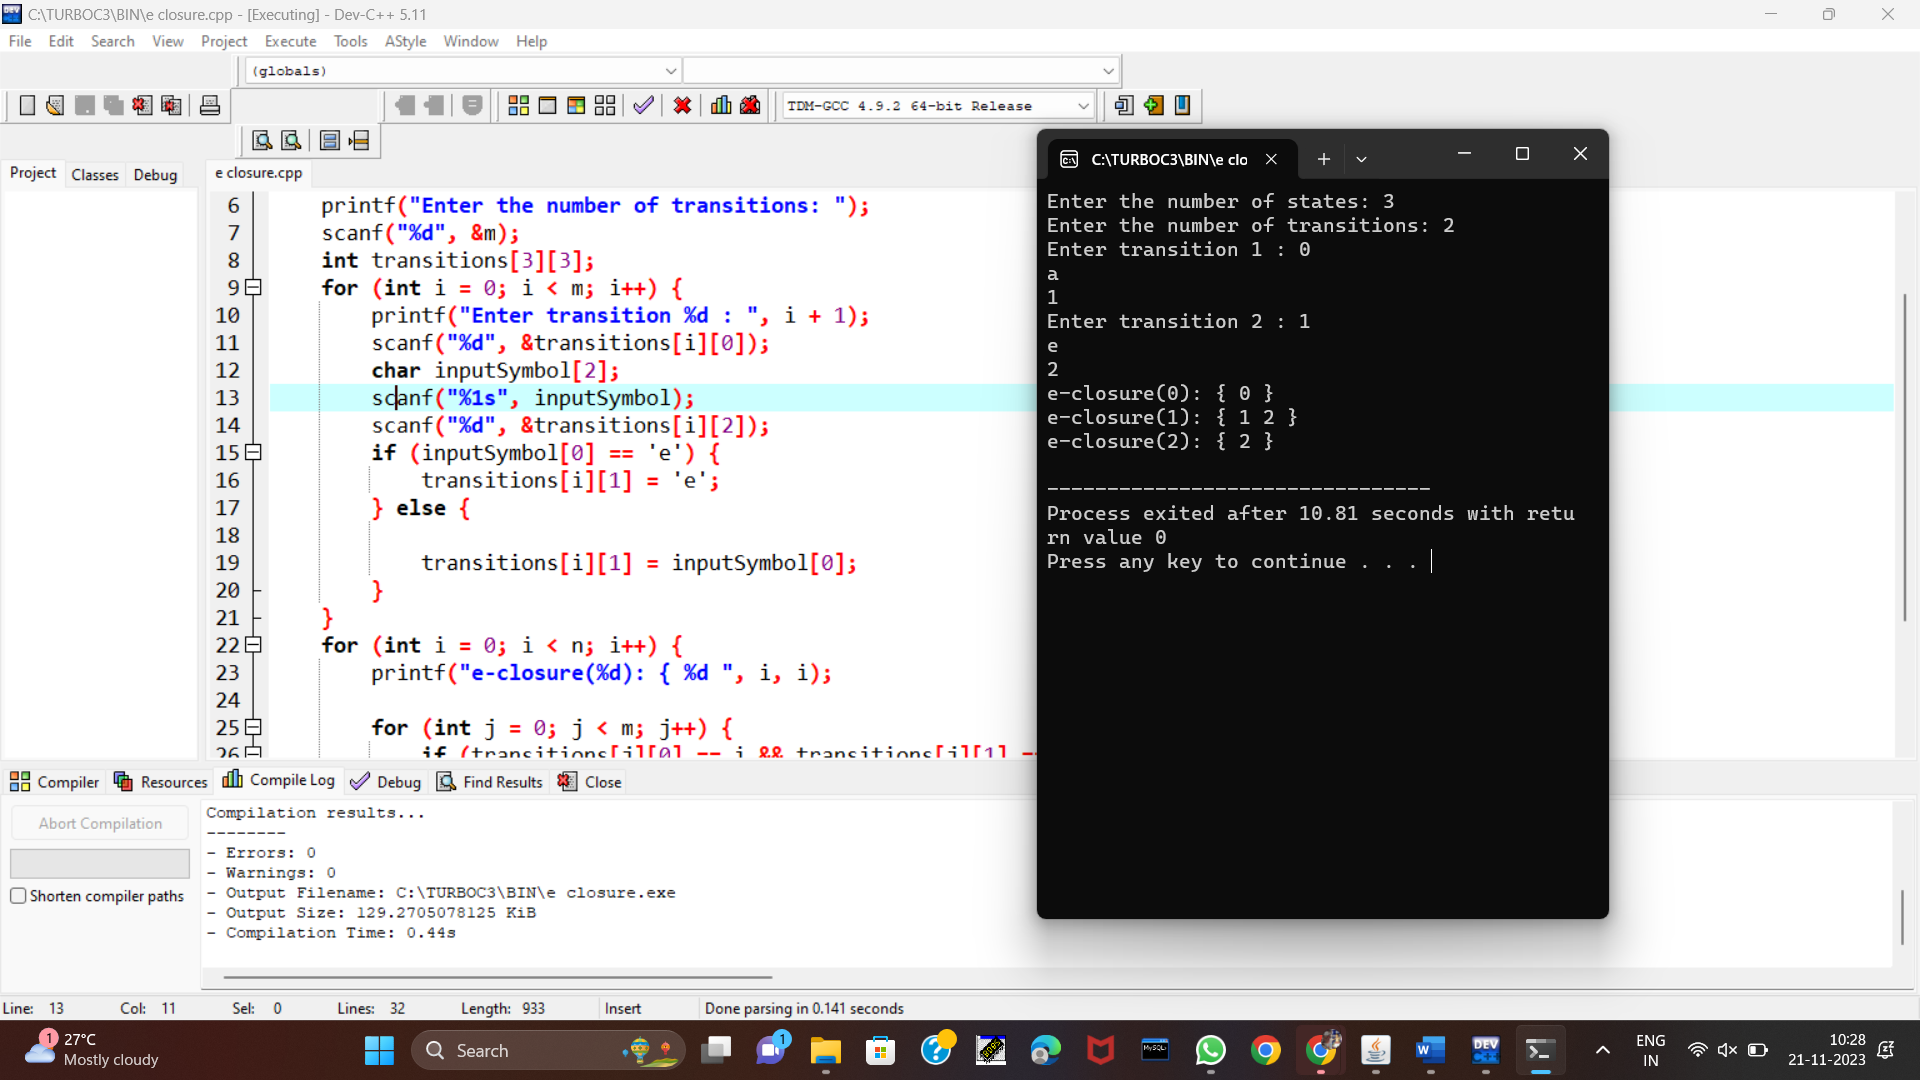 C:\TURBOC3\BIN\e closure.cpp - [Executing] - Dev-C++ 5.11
File Edit Search View Project Execute Tools AStyle Window Help
(globals)
TDM-GCC 4.9.2 64-bit Release
Project Classes Debug
e closure.cpp
6 printf("Enter the number of transitions: ");
7 scanf("%d", &m);
8 int transitions[3][3];
9 for (int i = 0; i < m; i++) {
10 printf("Enter transition %d : ", i + 1);
11 scanf("%d", &transitions[i][0]);
12 char inputSymbol[2];
13 scanf("%1s", inputSymbol);
14 scanf("%d", &transitions[i][2]);
15 if (inputSymbol[0] == 'e') {
16 transitions[i][1] = 'e';
17 } else {
18
19 transitions[i][1] = inputSymbol[0];
20 }
21 }
22 for (int i = 0; i < n; i++) {
23 printf("e-closure(%d): { %d ", i, i);
24
25 for (int j = 0; j < m; j++) {
26 if (transitions[j][0] == i && transitions[j][1] =
C:\TURBOC3\BIN\e clo
Enter the number of states: 3
Enter the number of transitions: 2
Enter transition 1 : 0
a
1
Enter transition 2 : 1
e
2
e-closure(0): { 0 }
e-closure(1): { 1 2 }
e-closure(2): { 2 }
--------------------------------
Process exited after 10.81 seconds with retu
rn value 0
Press any key to continue . . .
Compiler Resources Compile Log Debug Find Results Close
Abort Compilation
Shorten compiler paths
Compilation results...
--------
- Errors: 0
- Warnings: 0
- Output Filename: C:\TURBOC3\BIN\e closure.exe
- Output Size: 129.2705078125 KiB
- Compilation Time: 0.44s
Line: 13 Col: 11 Sel: 0 Lines: 32 Length: 933 Insert Done parsing in 0.141 seconds
1
27°C
Mostly cloudy
Search
1
MySQL
DEV
ENG
IN
10:28
21-11-2023